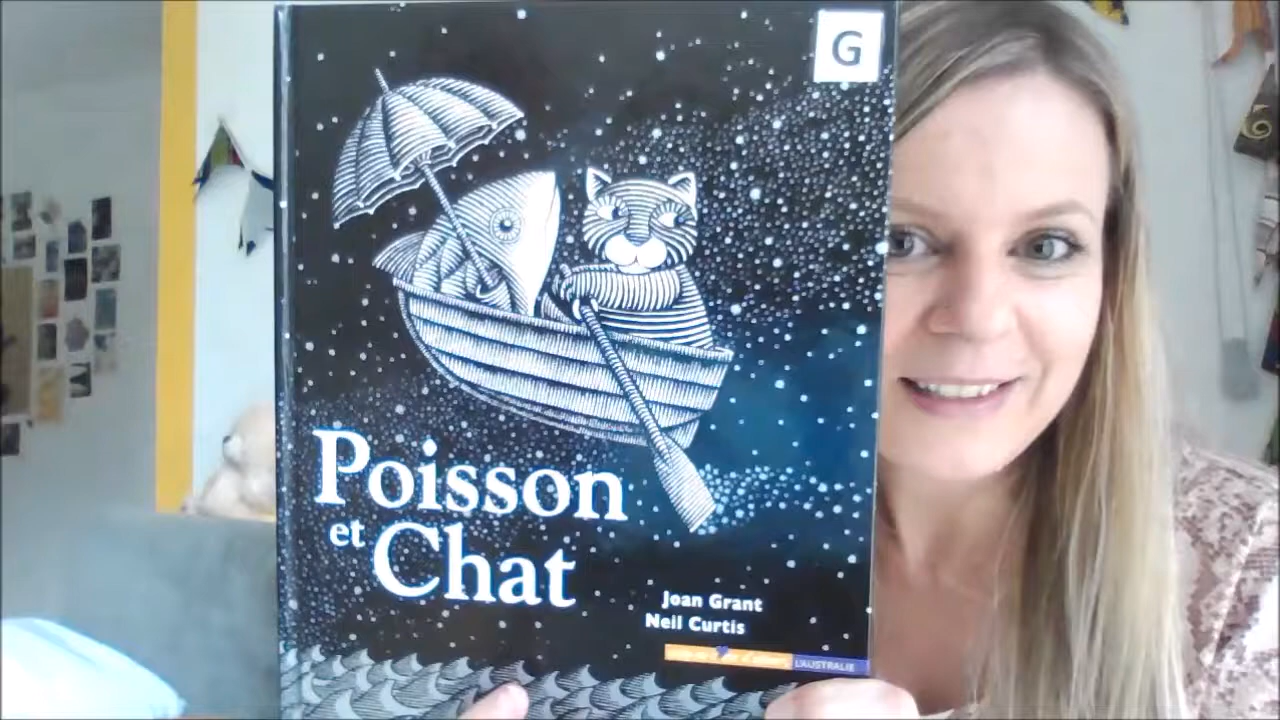 G
Poisson
et Chat
Joan Grant
Neil Curtis
L'AUSTRALIE